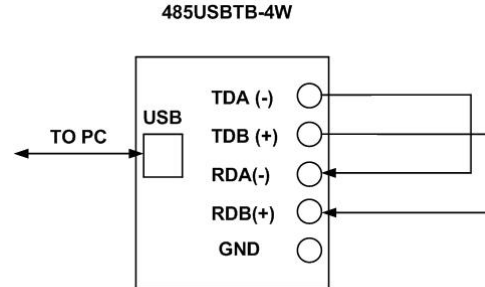 485USBTB-4W
TDA (-)
USB
TDB (+)
TO PC
RDA(-)
RDB(+)
GND